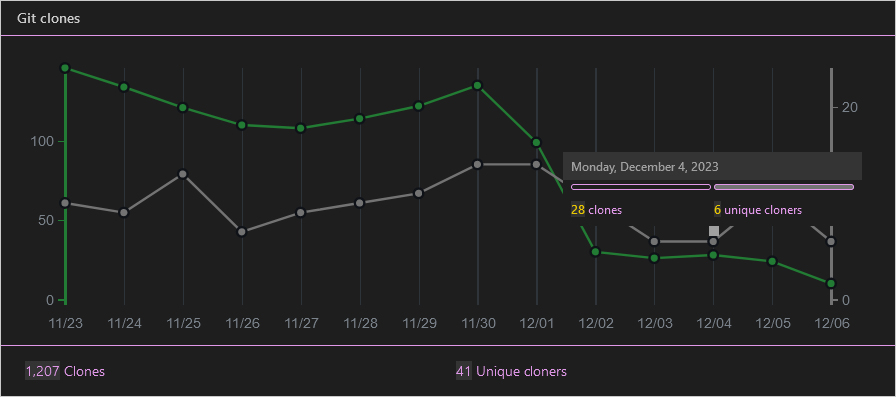 Git clones
20
100
Monday, December 4, 2023
28 clones 6 unique cloners
50
0 0
11/23 11/24 11/25 11/26 11/27 11/28 11/29 11/30 12/01 12/02 12/03 12/04 12/05 12/06
1,207 Clones 41 Unique cloners